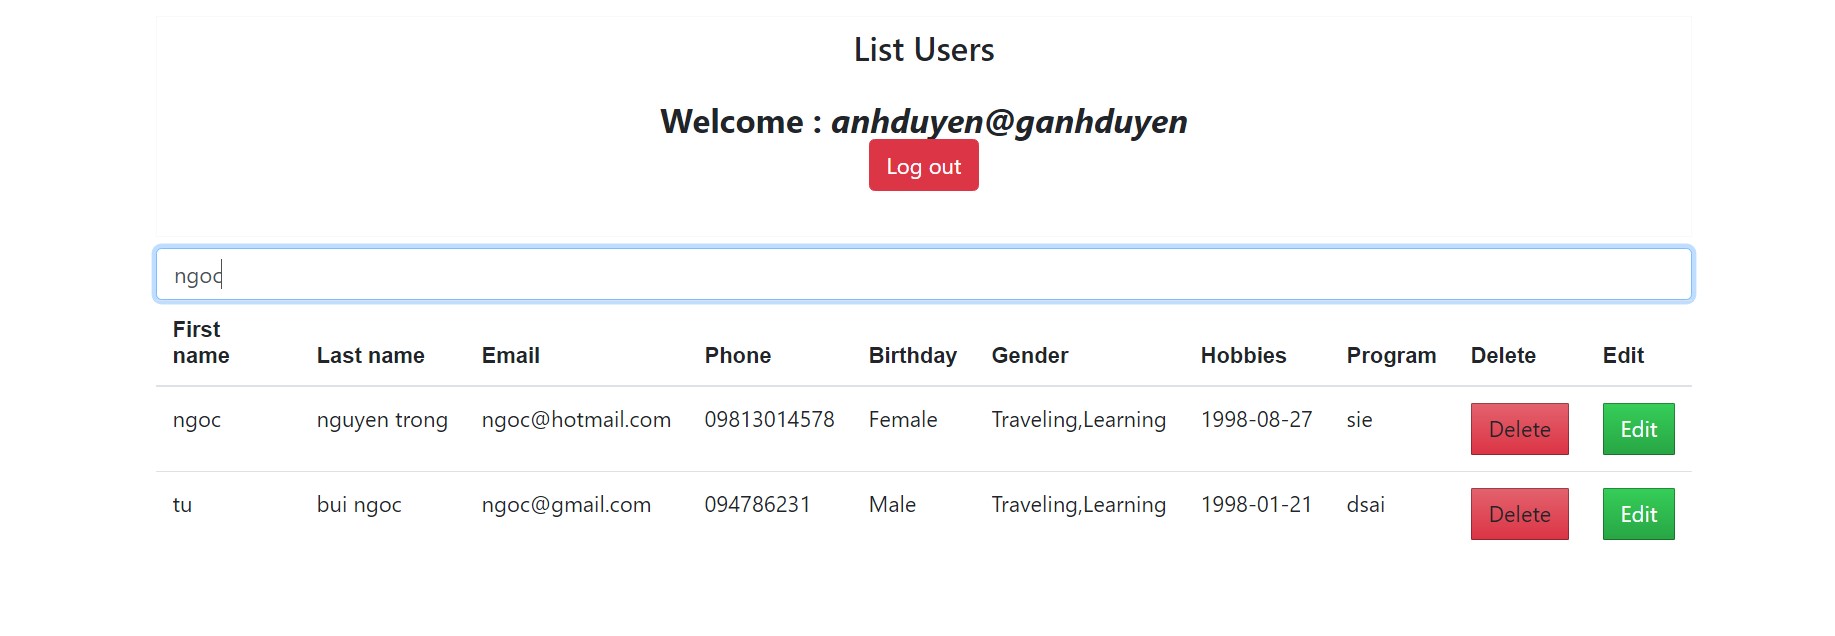 List Users
Welcome : anhduyen@ganhduyen
Log out
ngoc
First name Last name Email Phone Birthday Gender Hobbies Program Delete Edit
ngoc nguyen trong ngoc@hotmail.com 09813014578 Female Traveling,Learning 1998-08-27 sie Delete Edit
tu bui ngoc ngoc@gmail.com 094786231 Male Traveling,Learning 1998-01-21 dsai Delete Edit